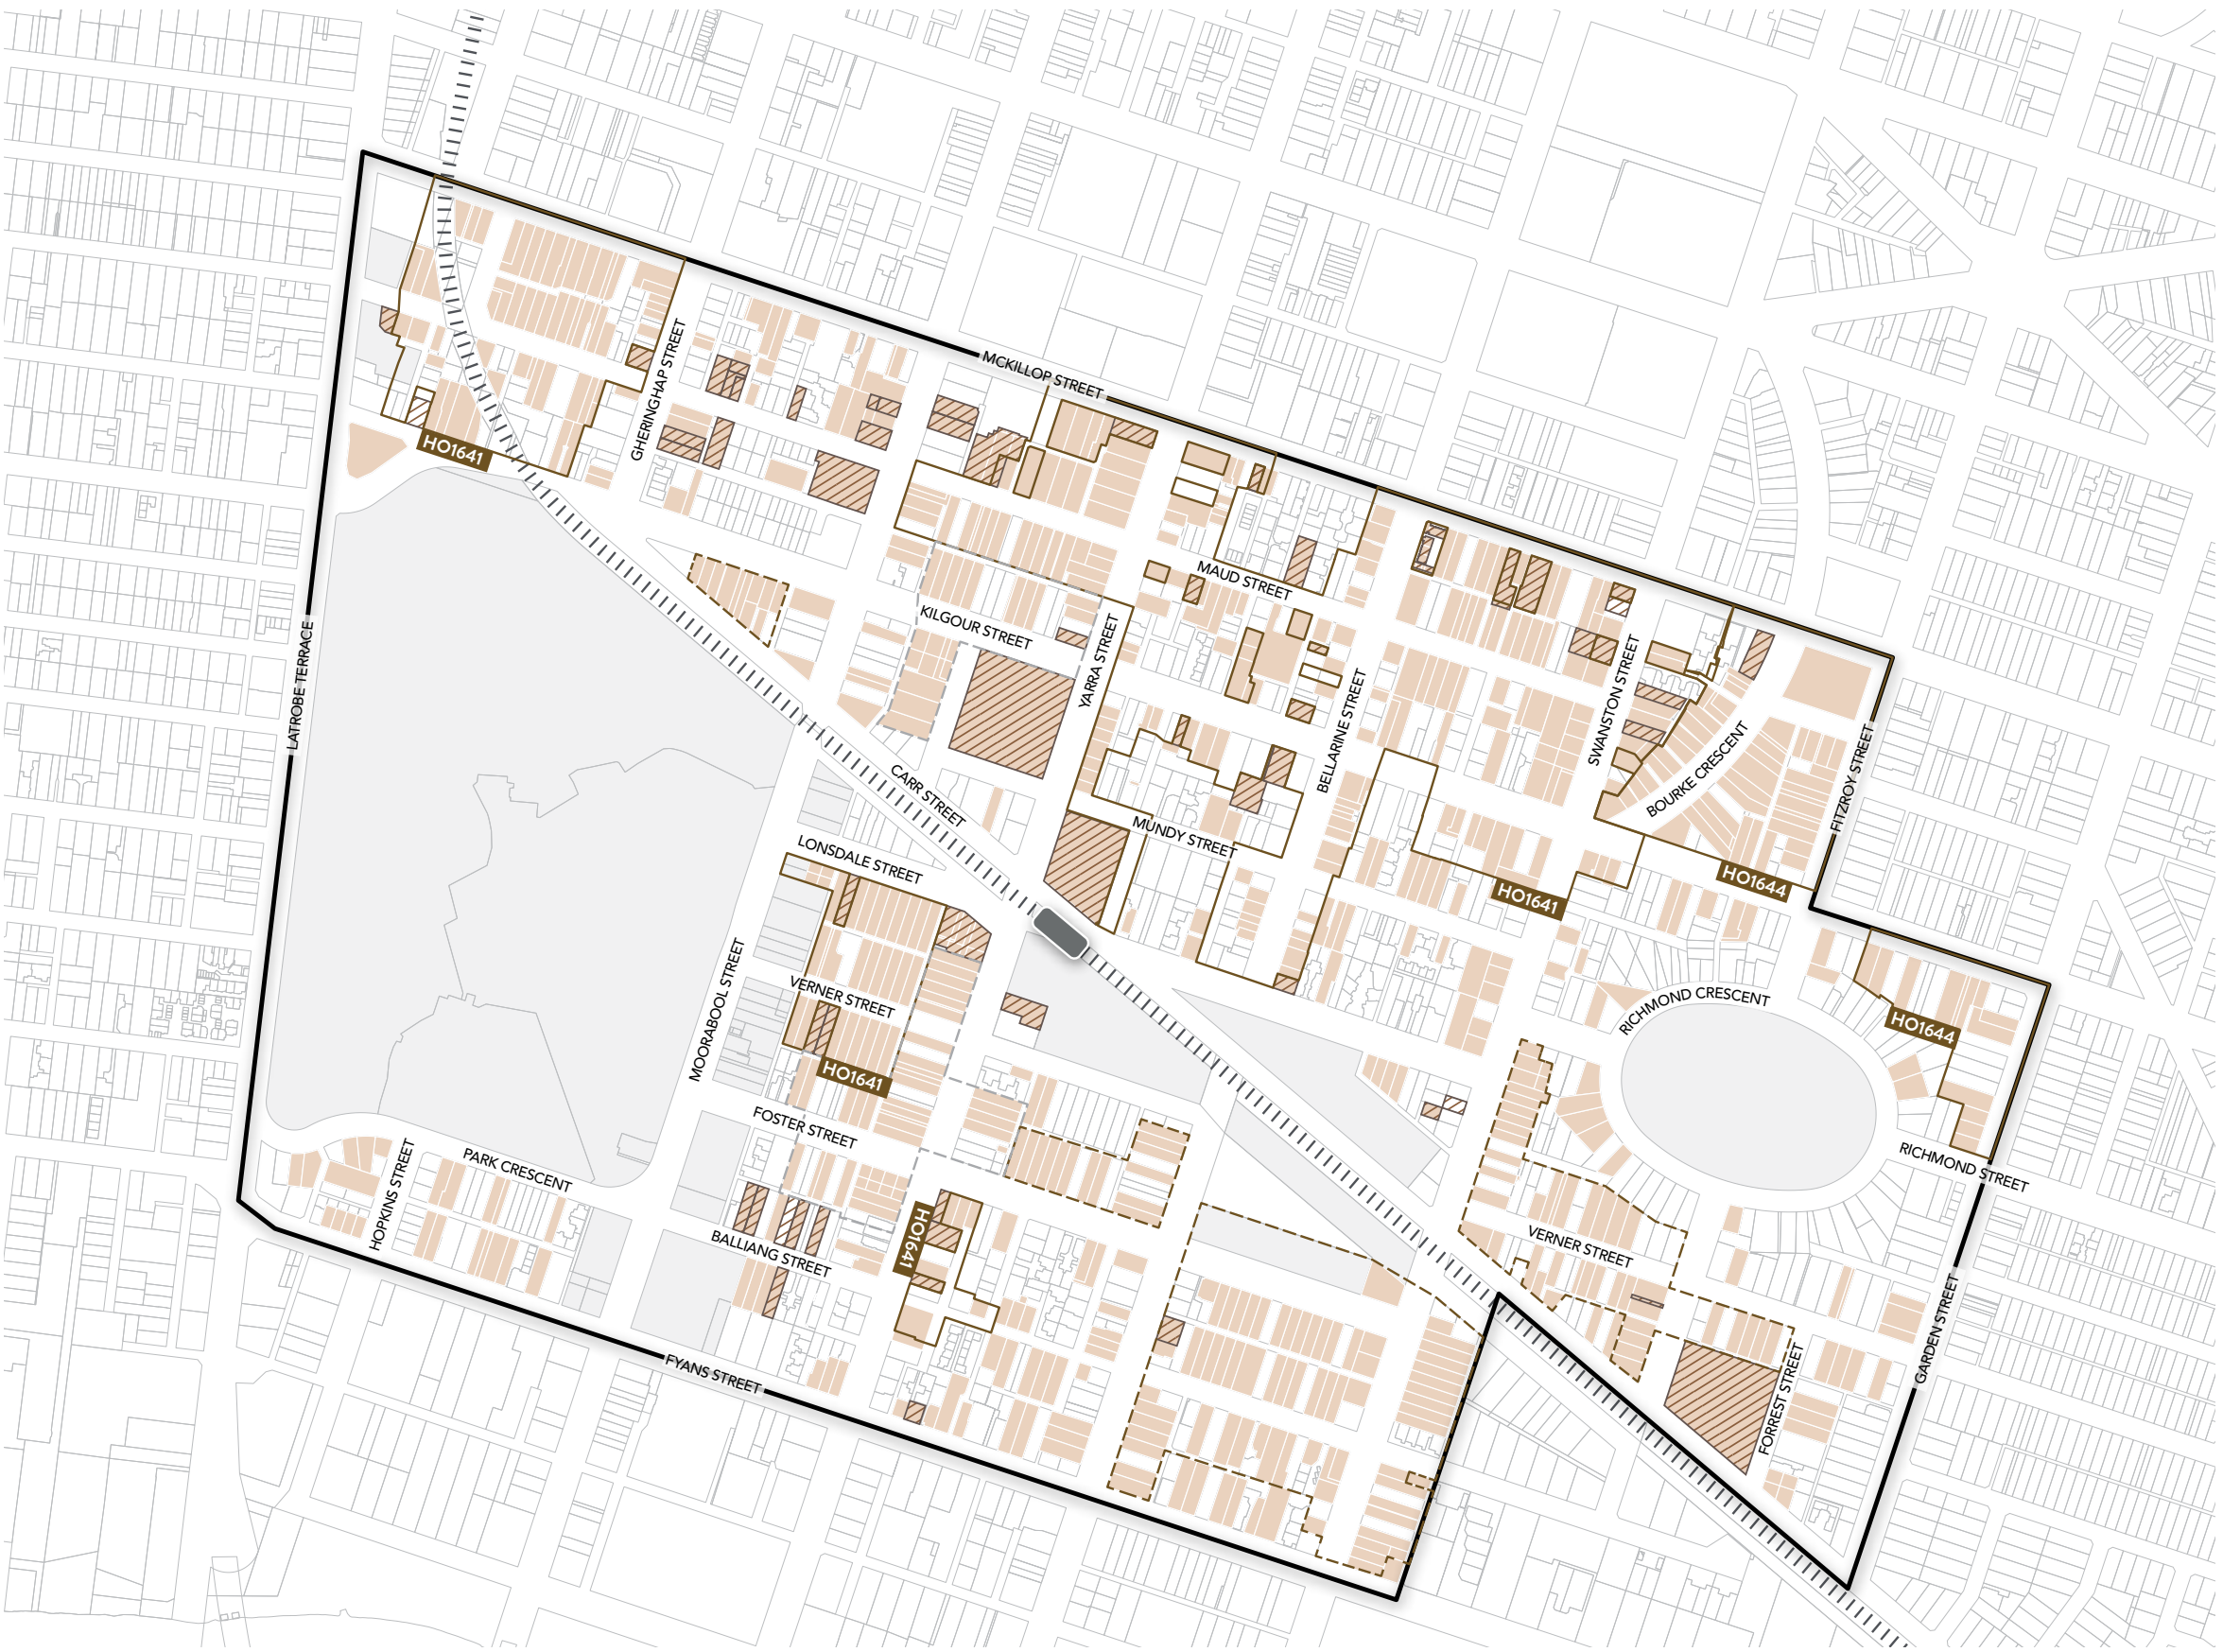 MCKILLOP STREET
GHERINGHAP STREET
HO1641
MAUD STREET
KILGOUR STREET
YARRA STREET
LATROBE TERRACE
SWANSTON STREET
BELLARINE STREET
BOURKE CRESCENT
FITZROY STREET
CARR STREET
MUNDY STREET
LONSDALE STREET
HO1641
HO1644
MOORABOOL STREET
VERNER STREET
RICHMOND CRESCENT
HO1644
HO1641
FOSTER STREET
PARK CRESCENT
HOPKINS STREET
RICHMOND STREET
HO1641
BALLIANG STREET
VERNER STREET
GARDEN STREET
FYANS STREET
FORREST STREET